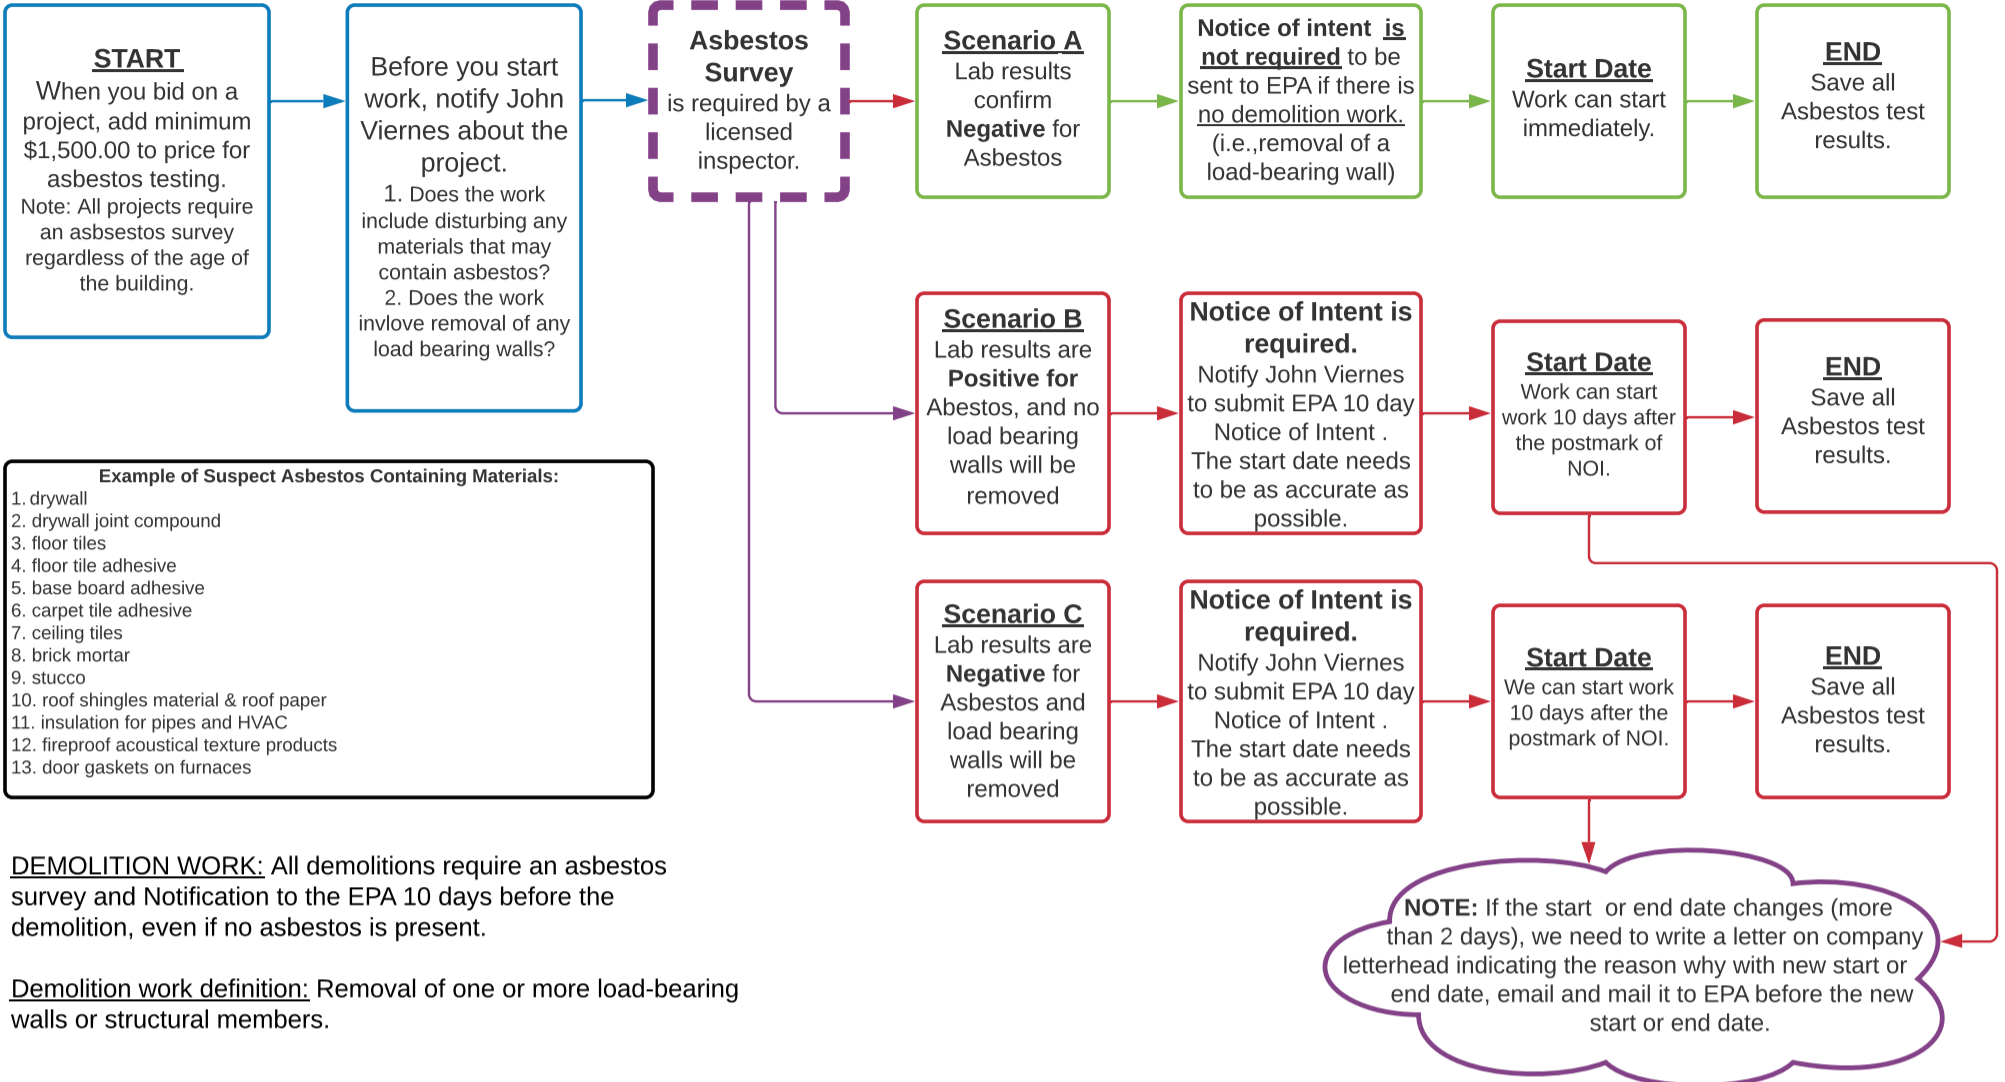 START
When you bid on a
project, add minimum
$1,500.00 to price for
asbestos testing.
Note: All projects require
an asbsestos survey
regardless of the age of
the building.
Before you start
work, notify John
Viernes about the
project.
1. Does the work
include disturbing any
materials that may
contain asbestos?
2. Does the work
invlove removal of any
load bearing walls?
Asbestos
Survey
is required by a
licensed
inspector.
Scenario A
Lab results
confirm
Negative for
Asbestos
Notice of intent is
not required to be
sent to EPA if there is
no demolition work.
(i.e.,removal of a
load-bearing wall)
Start Date
Work can start
immediately.
END
Save all
Asbestos test
results.
Scenario B
Lab results are
Positive for
Abestos, and no
load bearing
walls will be
removed
Notice of Intent is
required.
Notify John Viernes
to submit EPA 10 day
Notice of Intent .
The start date needs
to be as accurate as
possible.
Start Date
Work can start
work 10 days after
the postmark of
NOI.
END
Save all
Asbestos test
results.
Scenario C
Lab results are
Negative for
Asbestos and
load bearing
walls will be
removed
Notice of Intent is
required.
Notify John Viernes
to submit EPA 10 day
Notice of Intent .
The start date needs
to be as accurate as
possible.
Start Date
We can start work
10 days after the
postmark of NOI.
END
Save all
Asbestos test
results.
Example of Suspect Asbestos Containing Materials:
1. drywall
2. drywall joint compound
3. floor tiles
4. floor tile adhesive
5. base board adhesive
6. carpet tile adhesive
7. ceiling tiles
8. brick mortar
9. stucco
10. roof shingles material & roof paper
11. insulation for pipes and HVAC
12. fireproof acoustical texture products
13. door gaskets on furnaces
DEMOLITION WORK: All demolitions require an asbestos
survey and Notification to the EPA 10 days before the
demolition, even if no asbestos is present.
Demolition work definition: Removal of one or more load-bearing
walls or structural members.
NOTE: If the start or end date changes (more
than 2 days), we need to write a letter on company
letterhead indicating the reason why with new start or
end date, email and mail it to EPA before the new
start or end date.